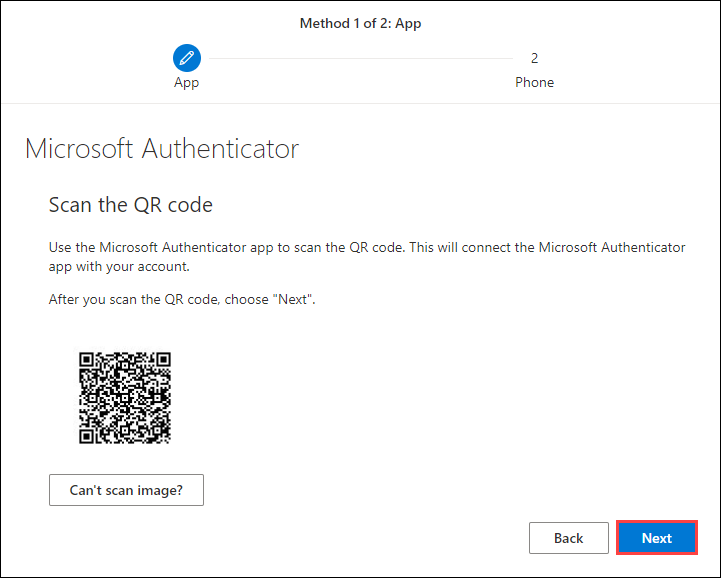 Method 1 of 2: App
2
App
Phone
Microsoft Authenticator
Scan the QR code
Use the Microsoft Authenticator app to scan the QR code. This will connect the Microsoft Authenticator
app with your account.
After you scan the QR code, choose "Next".
Can't scan image?
Back
Next